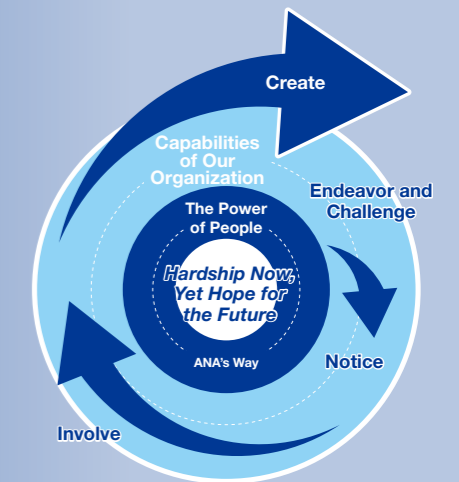 Create
Capabilities
of Our
Organization
Endeavor and
Challenge
The Power
of People
Hardship Now,
Yet Hope for
the Future
ANA's Way
Notice
Involve